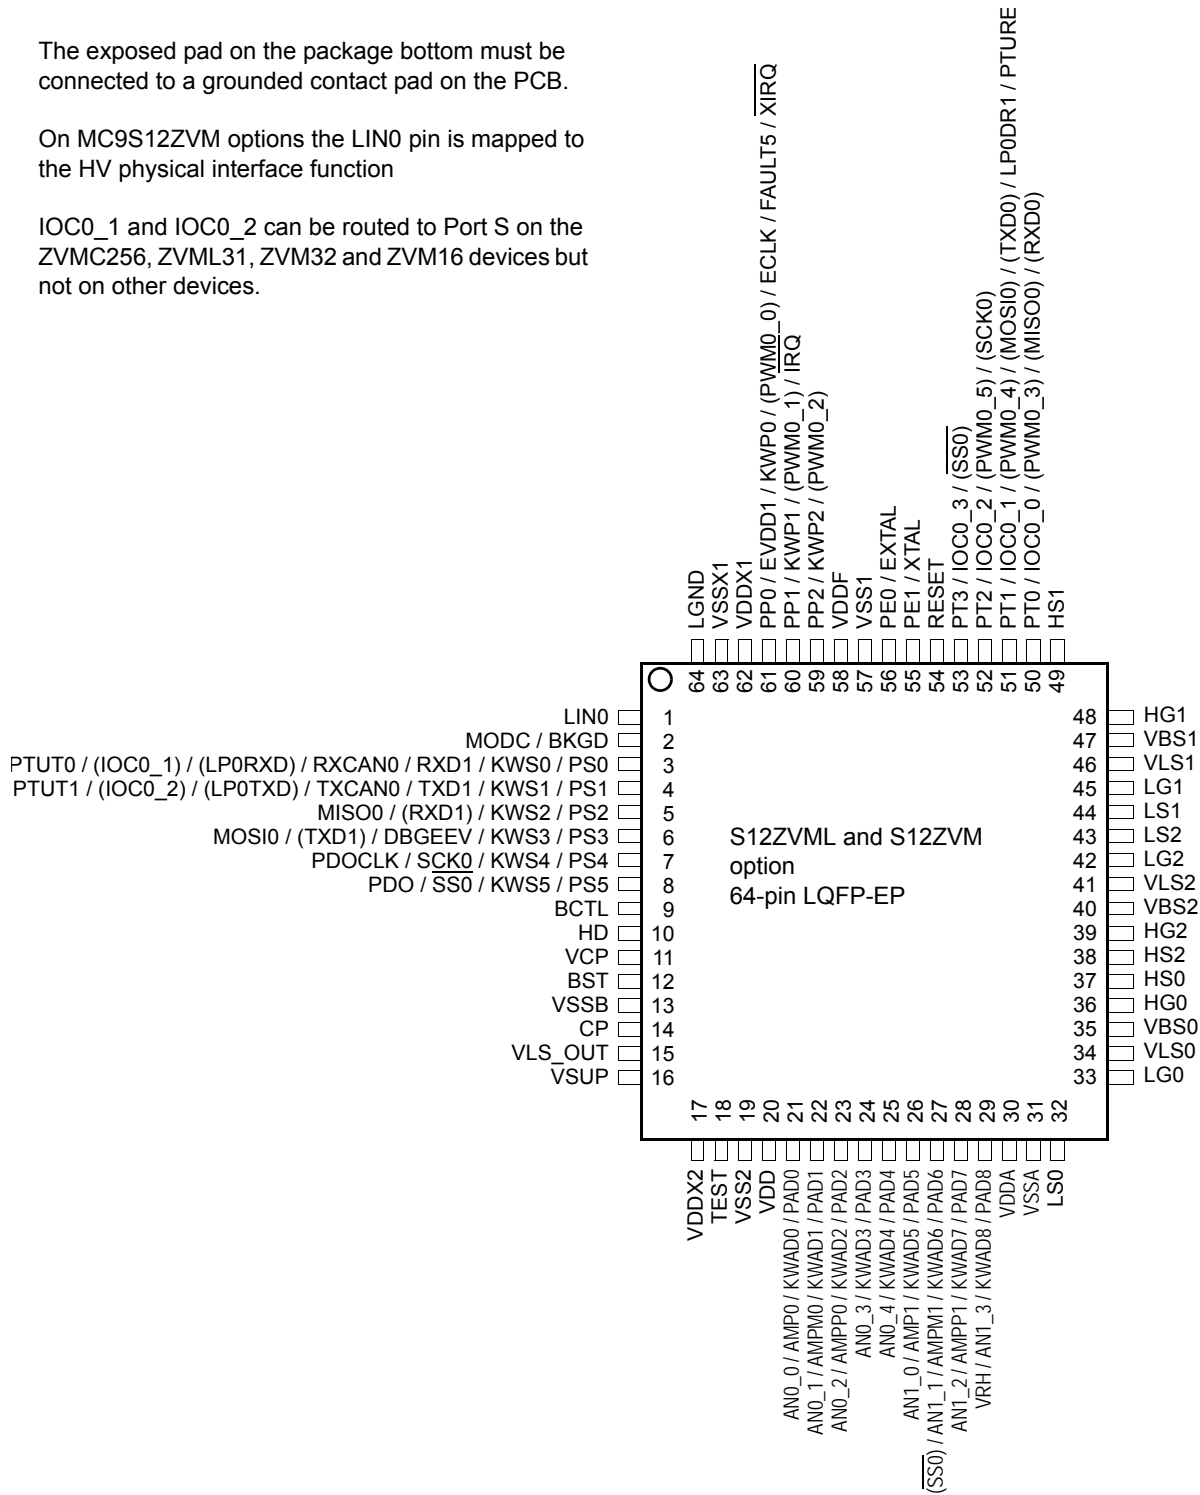 The exposed pad on the package bottom must be
connected to a grounded contact pad on the PCB.
On MC9S12ZVM options the LIN0 pin is mapped to
the HV physical interface function
IOC0_1 and IOC0_2 can be routed to Port S on the
ZVMC256, ZVML31, ZVM32 and ZVM16 devices but
not on other devices.
LGND
VSSX1
VDDX1
PP0 / EVDD1 / KWP0 / (PWM0_0) / ECLK / FAULT5 / XIRQ
PP1 / KWP1 / (PWM0_1) / IRQ
PP2 / KWP2 / (PWM0_2)
VDDF
VSS1
PE0 / EXTAL
PE1 / XTAL
RESET
PT3 / IOC0_3 / (SS0)
PT2 / IOC0_2 / (PWM0_5) / (SCK0)
PT1 / IOC0_1 / (PWM0_4) / (MOSI0) / (TXD0) / LP0DR1 / PTURE
PT0 / IOC0_0 / (PWM0_3) / (MISO0) / (RXD0)
HS1
64
63
62
61
60
59
58
57
56
55
54
53
52
51
50
49
LIN0 1
MODC / BKGD 2
PTUT0 / (IOC0_1) / (LP0RXD) / RXCAN0 / RXD1 / KWS0 / PS0 3
PTUT1 / (IOC0_2) / (LP0TXD) / TXCAN0 / TXD1 / KWS1 / PS1 4
MISO0 / (RXD1) / KWS2 / PS2 5
MOSI0 / (TXD1) / DBGEEV / KWS3 / PS3 6
PDOCLK / SCK0 / KWS4 / PS4 7
PDO / SS0 / KWS5 / PS5 8
BCTL 9
HD 10
VCP 11
BST 12
VSSB 13
CP 14
VLS_OUT 15
VSUP 16
S12ZVML and S12ZVM
option
64-pin LQFP-EP
48 HG1
47 VBS1
46 VLS1
45 LG1
44 LS1
43 LS2
42 LG2
41 VLS2
40 VBS2
39 HG2
38 HS2
37 HS0
36 HG0
35 VBS0
34 VLS0
33 LG0
17
18
19
20
21
22
23
24
25
26
27
28
29
30
31
32
VDDX2
TEST
VSS2
VDD
AN0_0 / AMP0 / KWAD0 / PAD0
AN0_1 / AMPM0 / KWAD1 / PAD1
AN0_2 / AMPP0 / KWAD2 / PAD2
AN0_3 / KWAD3 / PAD3
AN0_4 / KWAD4 / PAD4
AN1_0 / AMP1 / KWAD5 / PAD5
(SS0) / AN1_1 / AMPM1 / KWAD6 / PAD6
AN1_2 / AMPP1 / KWAD7 / PAD7
VRH / AN1_3 / KWAD8 / PAD8
VDDA
VSSA
LS0